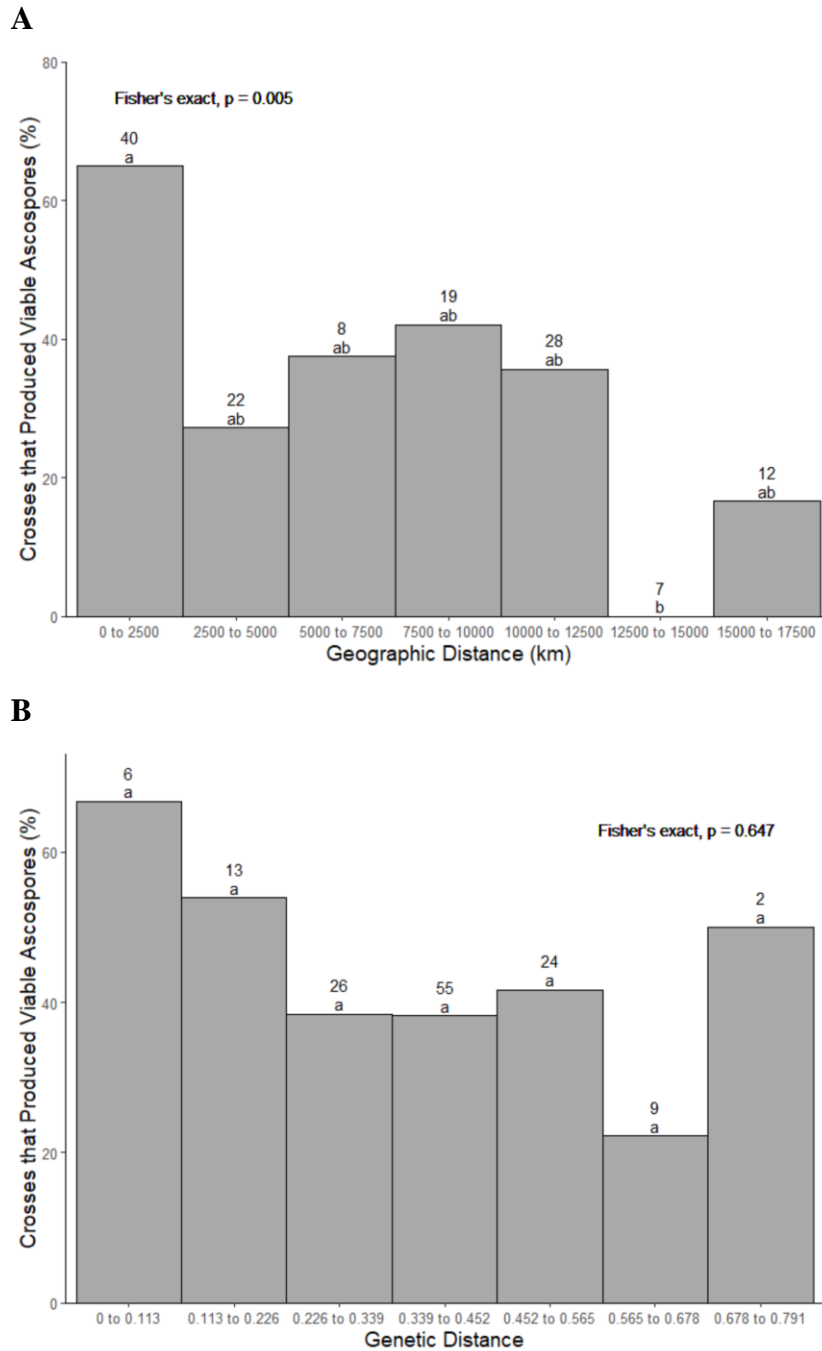 A
Crosses that Produced Viable Ascospores (%)
80
60
40
20
0
Fisher's exact, p = 0.005
40
a
22
ab
8
ab
19
ab
28
ab
7
b
12
ab
0 to 2500 2500 to 5000 5000 to 7500 7500 to 10000 10000 to 12500 12500 to 15000 15000 to 17500
Geographic Distance (km)
B
Crosses that Produced Viable Ascospores (%)
60
40
20
0
Fisher's exact, p = 0.647
6
a
13
a
26
a
55
a
24
a
9
a
2
a
0 to 0.113 0.113 to 0.226 0.226 to 0.339 0.339 to 0.452 0.452 to 0.565 0.565 to 0.678 0.678 to 0.791
Genetic Distance